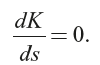 dK/ds = 0.